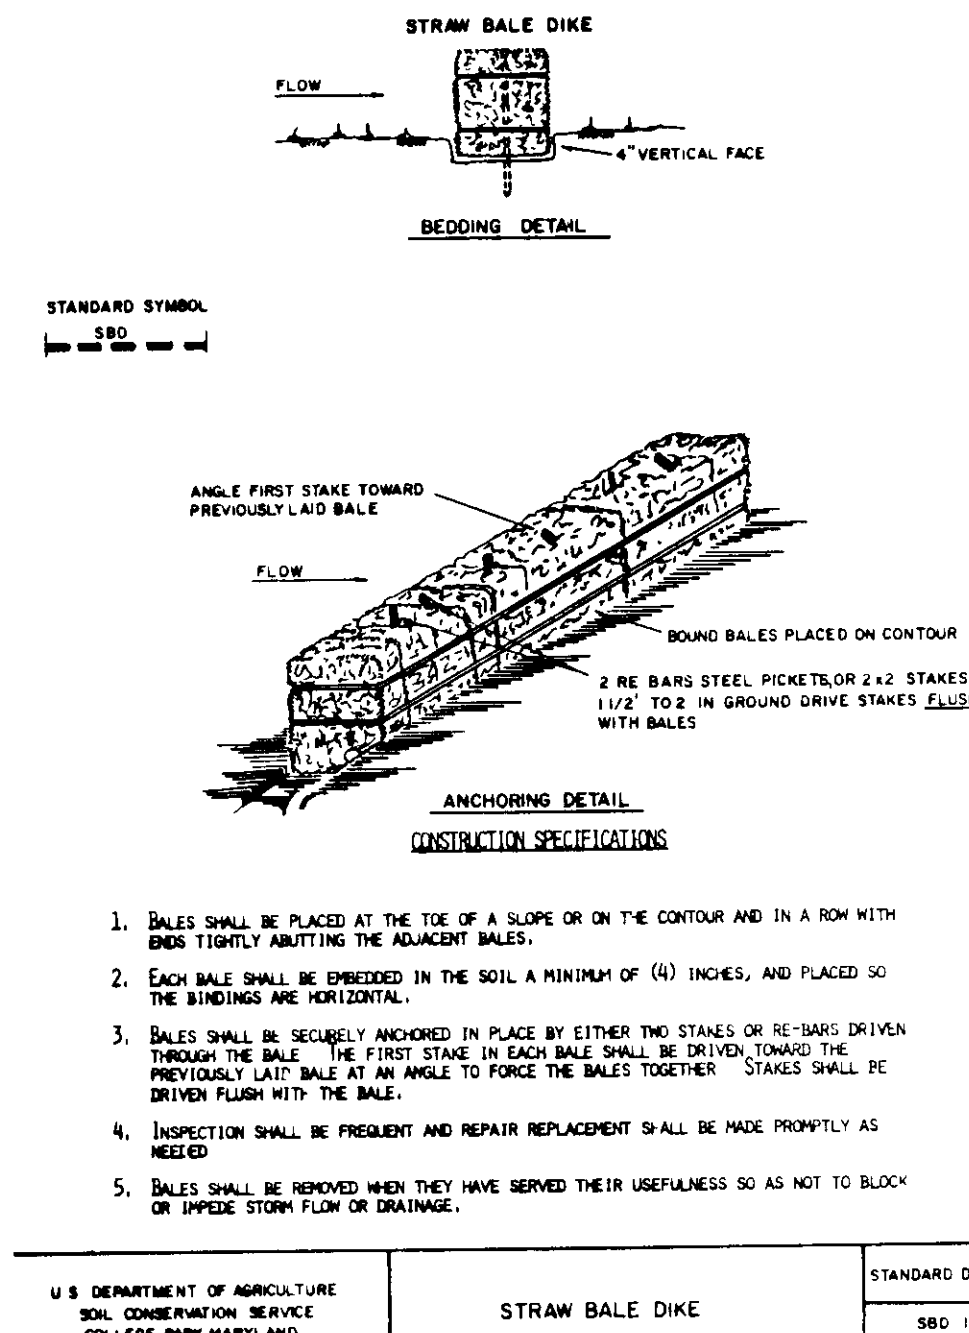 STRAW BALE DIKE
FLOW
4" VERTICAL FACE
BEDDING DETAIL
STANDARD SYMBOL
SBD
ANGLE FIRST STAKE TOWARD
PREVIOUSLY LAID BALE
FLOW
BOUND BALES PLACED ON CONTOUR
2 RE BARS STEEL PICKETS, OR 2x2 STAKES
1 1/2' TO 2 IN GROUND DRIVE STAKES FLUS
WITH BALES
ANCHORING DETAIL
CONSTRUCTION SPECIFICATIONS
1. BALES SHALL BE PLACED AT THE TOE OF A SLOPE OR ON THE CONTOUR AND IN A ROW WITH
ENDS TIGHTLY ABUTTING THE ADJACENT BALES.
2. EACH BALE SHALL BE EMBEDDED IN THE SOIL A MINIMUM OF (4) INCHES, AND PLACED SO
THE BINDINGS ARE HORIZONTAL.
3. BALES SHALL BE SECURELY ANCHORED IN PLACE BY EITHER TWO STAKES OR RE-BARS DRIVEN
THROUGH THE BALE THE FIRST STAKE IN EACH BALE SHALL BE DRIVEN TOWARD THE
PREVIOUSLY LAID BALE AT AN ANGLE TO FORCE THE BALES TOGETHER STAKES SHALL BE
DRIVEN FLUSH WITH THE BALE.
4. INSPECTION SHALL BE FREQUENT AND REPAIR REPLACEMENT SHALL BE MADE PROMPTLY AS
NEEDED
5. BALES SHALL BE REMOVED WHEN THEY HAVE SERVED THEIR USEFULNESS SO AS NOT TO BLOCK
OR IMPEDE STORM FLOW OR DRAINAGE.
U S DEPARTMENT OF AGRICULTURE
SOIL CONSERVATION SERVICE
COLLEGE PARK MARYLAND
STRAW BALE DIKE
STANDARD D
SBD 1